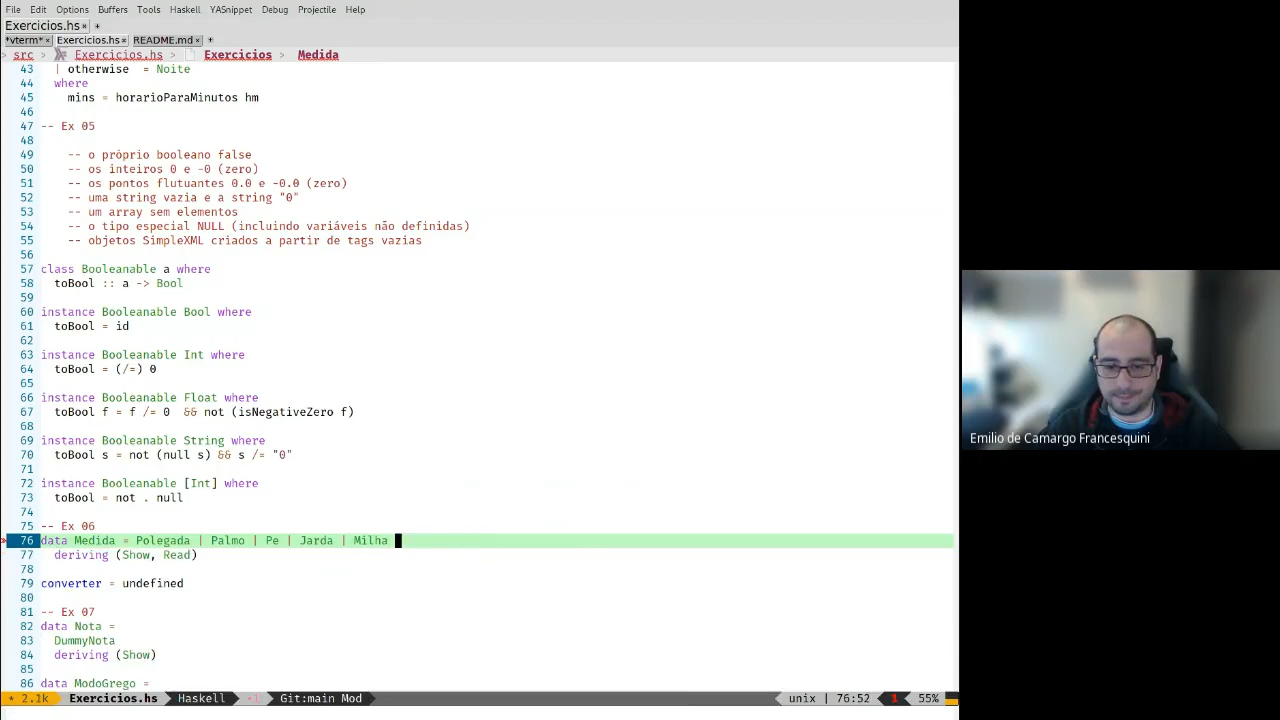 File Edit Options Buffers Tools Haskell YASnippet Debug Projectile Help
Exercicios.hs × +
*vterm* × Exercicios.hs × README.md × +
> src > Exercicios.hs > Exercicios > Medida
43 | otherwise = Noite
44 where
45 mins = horarioParaMinutos hm
46
47 -- Ex 05
48
49 -- o próprio booleano false
50 -- os inteiros 0 e -0 (zero)
51 -- os pontos flutuantes 0.0 e -0.0 (zero)
52 -- uma string vazia e a string "0"
53 -- um array sem elementos
54 -- o tipo especial NULL (incluindo variáveis não definidas)
55 -- objetos SimpleXML criados a partir de tags vazias
56
57 class Booleanable a where
58 toBool :: a -> Bool
59
60 instance Booleanable Bool where
61 toBool = id
62
63 instance Booleanable Int where
64 toBool = (/=) 0
65
66 instance Booleanable Float where
67 toBool f = f /= 0 && not (isNegativeZero f)
68
69 instance Booleanable String where
70 toBool s = not (null s) && s /= "0"
71
72 instance Booleanable [Int] where
73 toBool = not . null
74
75 -- Ex 06
76 data Medida = Polegada | Palmo | Pe | Jarda | Milha
77 deriving (Show, Read)
78
79 converter = undefined
80
81 -- Ex 07
82 data Nota =
83 DummyNota
84 deriving (Show)
85
86 data ModoGrego =
* 2.1k Exercicios.hs Haskell ·1 Git:main Mod unix | 76:52 1 55%
Emilio de Camargo Francesquini